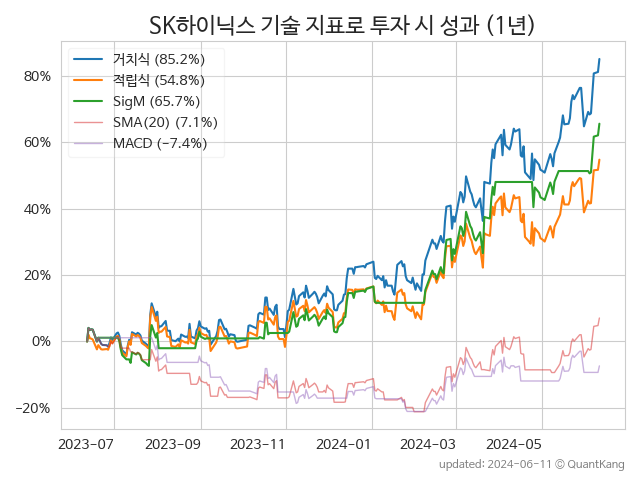 SK하이닉스 기술 지표로 투자 시 성과 (1년)
거치식 (85.2%)
적립식 (54.8%)
SigM (65.7%)
SMA(20) (7.1%)
MACD (−7.4%)
80%
60%
40%
20%
0%
−20%
2023−07
2023−09
2023−11
2024−01
2024−03
2024−05
updated: 2024-06-11 © QuantKang